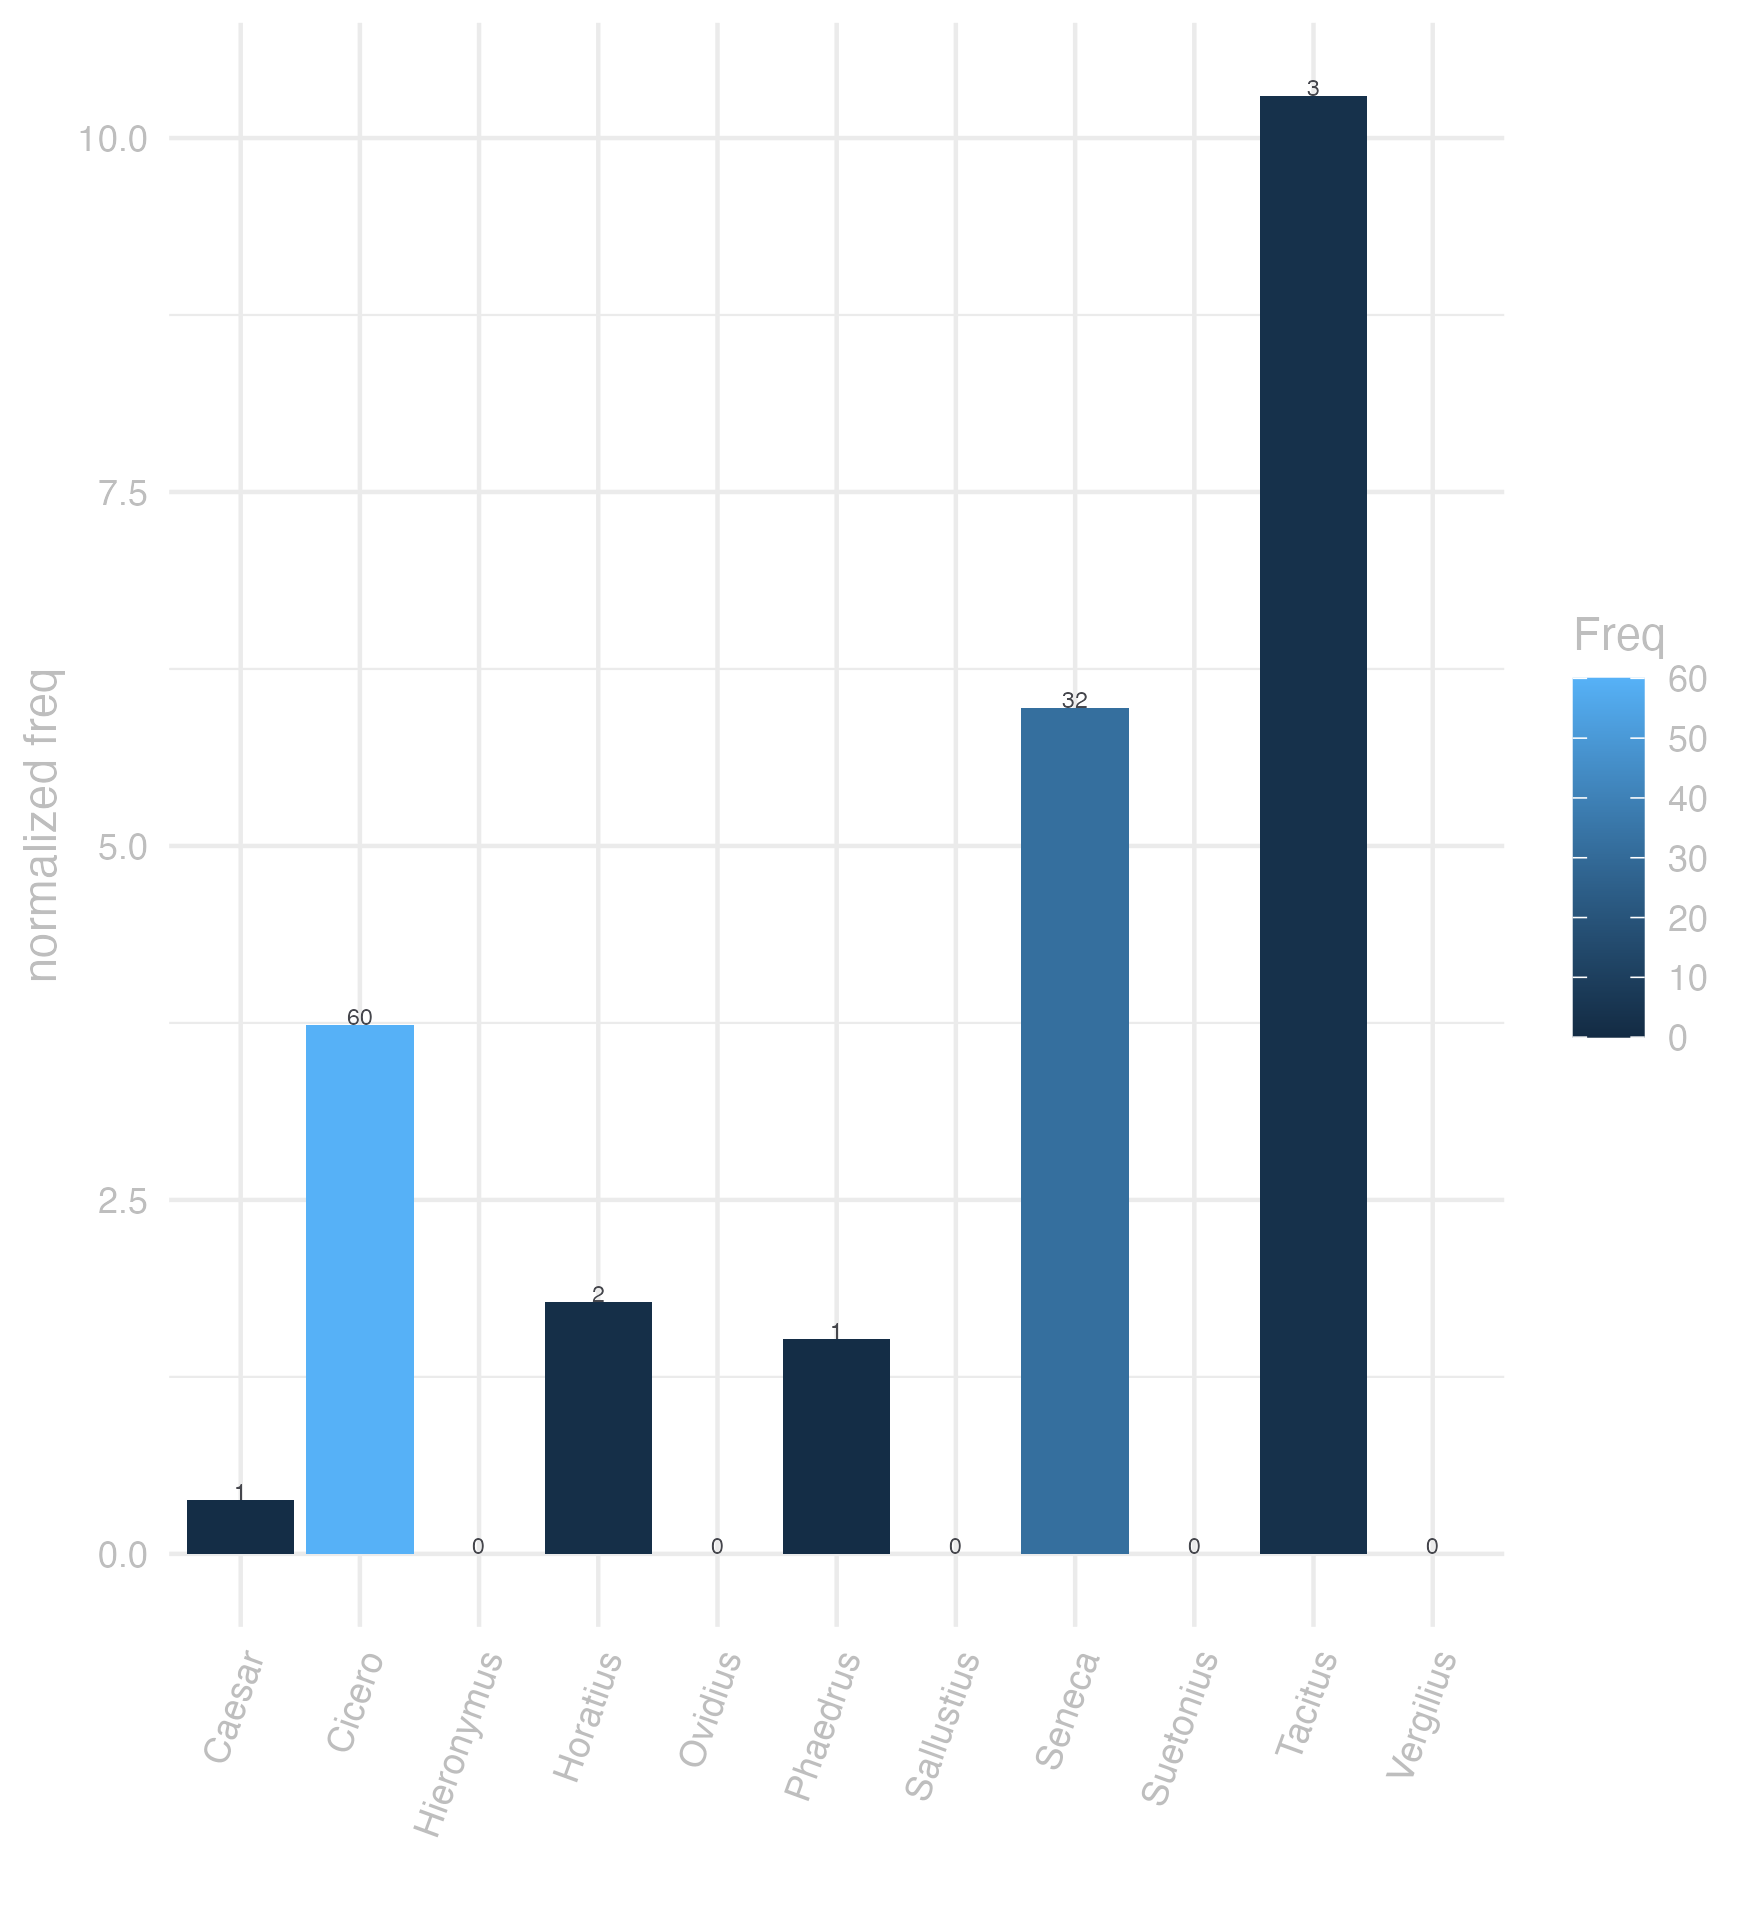 10.0
7.5
5.0
2.5
0.0
normalized freq
1
60
0
2
0
1
0
32
0
3
0
Caesar
Cicero
Hieronymus
Horatius
Ovidius
Phaedrus
Sallustius
Seneca
Suetonius
Tacitus
Vergilius
Freq
60
50
40
30
20
10
0